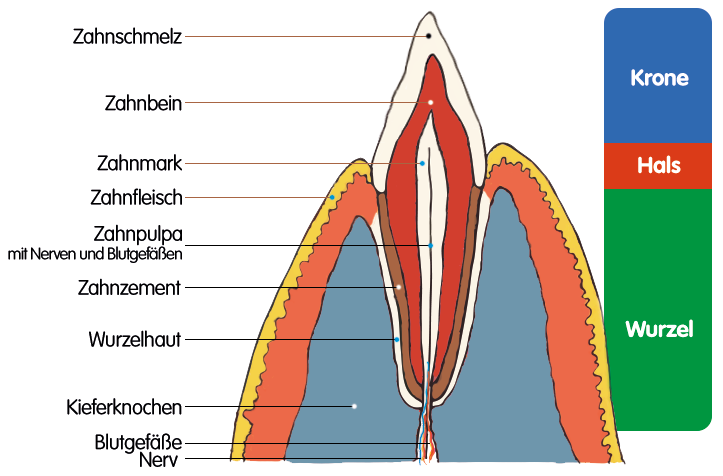 Zahnschmelz
Zahnbein
Zahnmark
Zahnfleisch
Zahnpulpa
mit Nerven und Blutgefäßen
Zahnzement
Wurzelhaut
Kieferknochen
Blutgefäße
Nerv
Krone
Hals
Wurzel